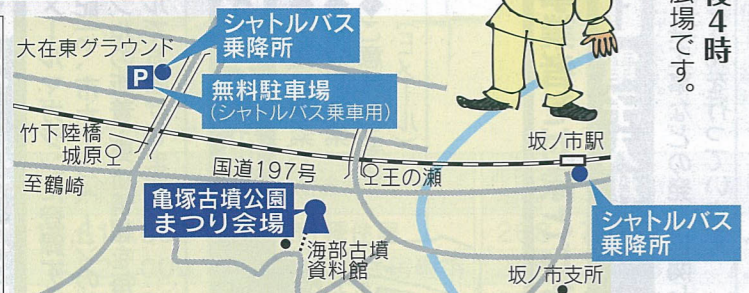 後4時
広場です。
シャトルバス
乗降所
大在東グラウンド
P
無料駐車場
(シャトルバス乗車用)
竹下陸橋
城原
国道197号
王の瀬
坂ノ市駅
至鶴崎
亀塚古墳公園
まつり会場
シャトルバス
乗降所
海部古墳
資料館
坂ノ市支所